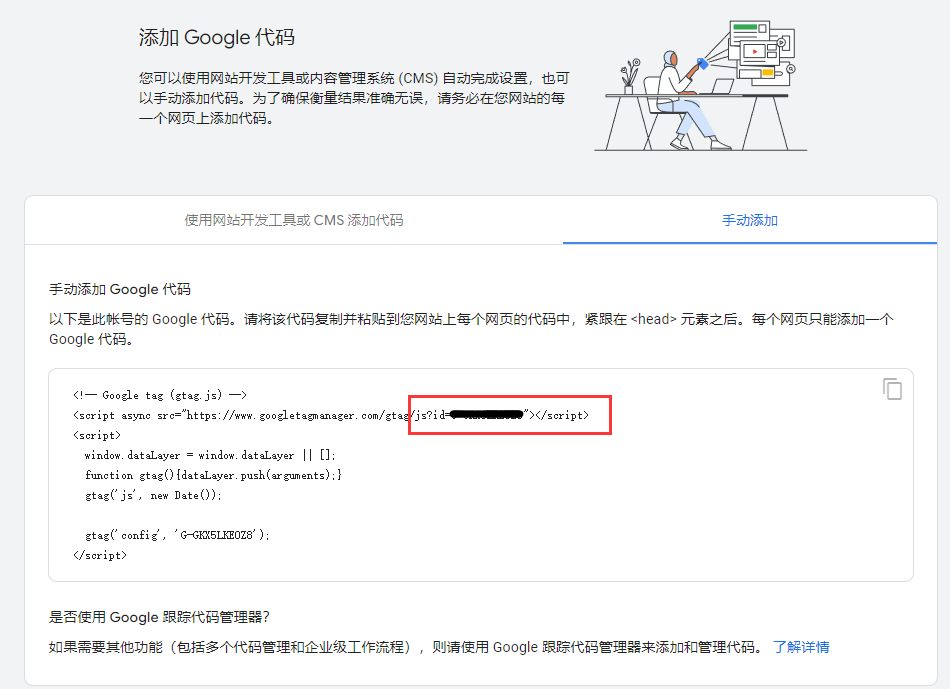 添加 Google 代码
您可以使用网站开发工具或内容管理系统 (CMS) 自动完成设置，也可
以手动添加代码。为了确保衡量结果准确无误，请务必在您网站的每
一个网页上添加代码。
使用网站开发工具或 CMS 添加代码
手动添加
手动添加 Google 代码
以下是此帐号的 Google 代码。请将该代码复制并粘贴到您网站上每个网页的代码中，紧跟在 <head> 元素之后。每个网页只能添加一个
Google 代码。
<!-- Google tag (gtag.js) -->
<script async src="https://www.googletagmanager.com/gtag/js?id="></script>
<script>
window.dataLayer = window.dataLayer || [];
function gtag(){dataLayer.push(arguments);}
gtag('js', new Date());
gtag('config', 'G-GKX5LKEOZ8');
</script>
是否使用 Google 跟踪代码管理器？
如果需要其他功能（包括多个代码管理和企业级工作流程），则请使用 Google 跟踪代码管理器来添加和管理代码。 了解详情